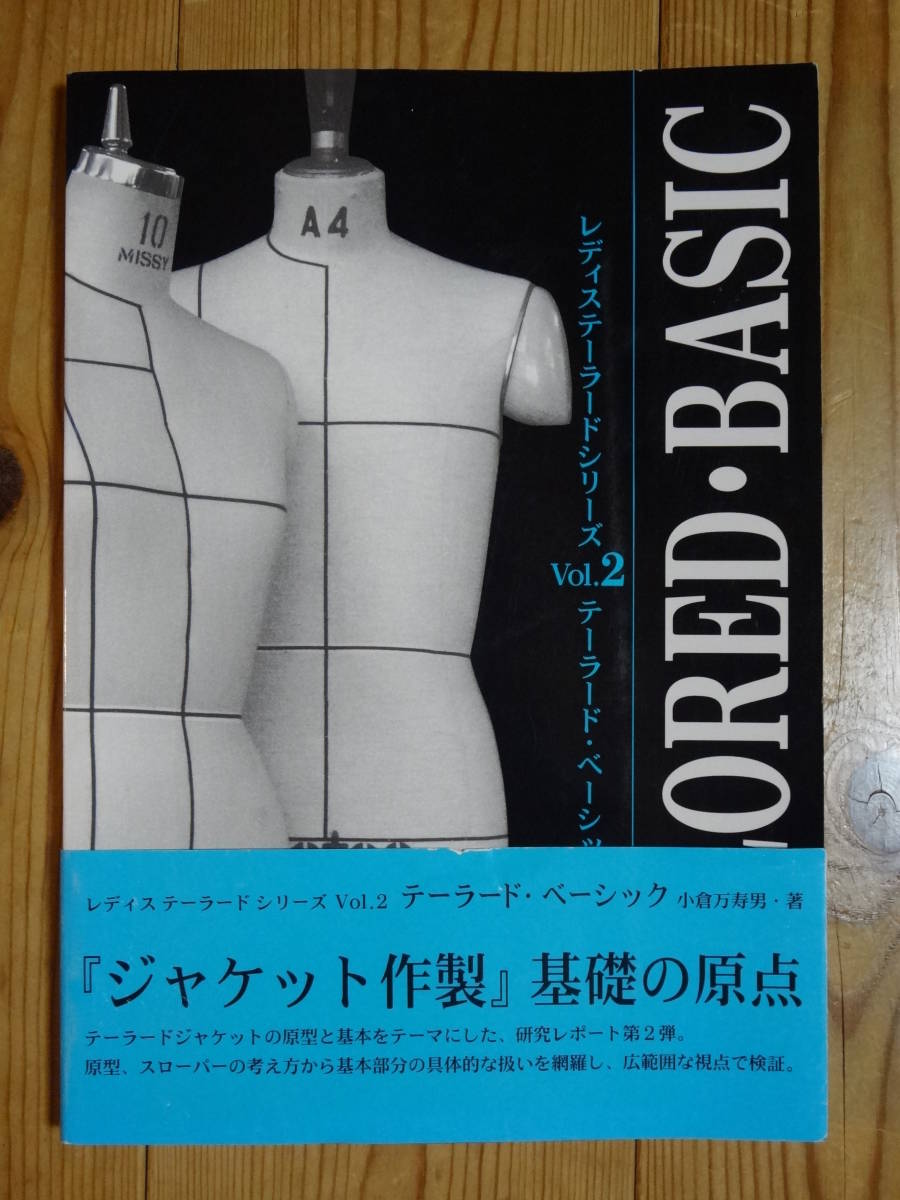 10
MISSY
A4
レディステーラードシリーズ
Vol.2
テーラード・ベーシッ
ORED・BASIC
レディス テーラード シリーズ Vol.2 テーラード・ベーシック 小倉万寿男・著
『ジャケット作製』基礎の原点
テーラードジャケットの原型と基本をテーマにした、研究レポート第2弾。
原型、スローパーの考え方から基本部分の具体的な扱いを網羅し、広範囲な視点で検証。